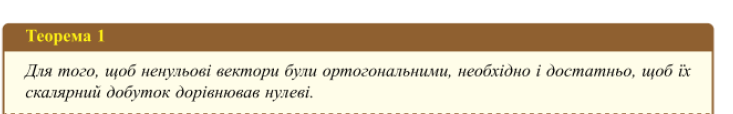 Теорема 1
Для того, щоб ненульові вектори були ортогональними, необхідно і достатньо, щоб їх
скалярний добуток дорівнював нулеві.